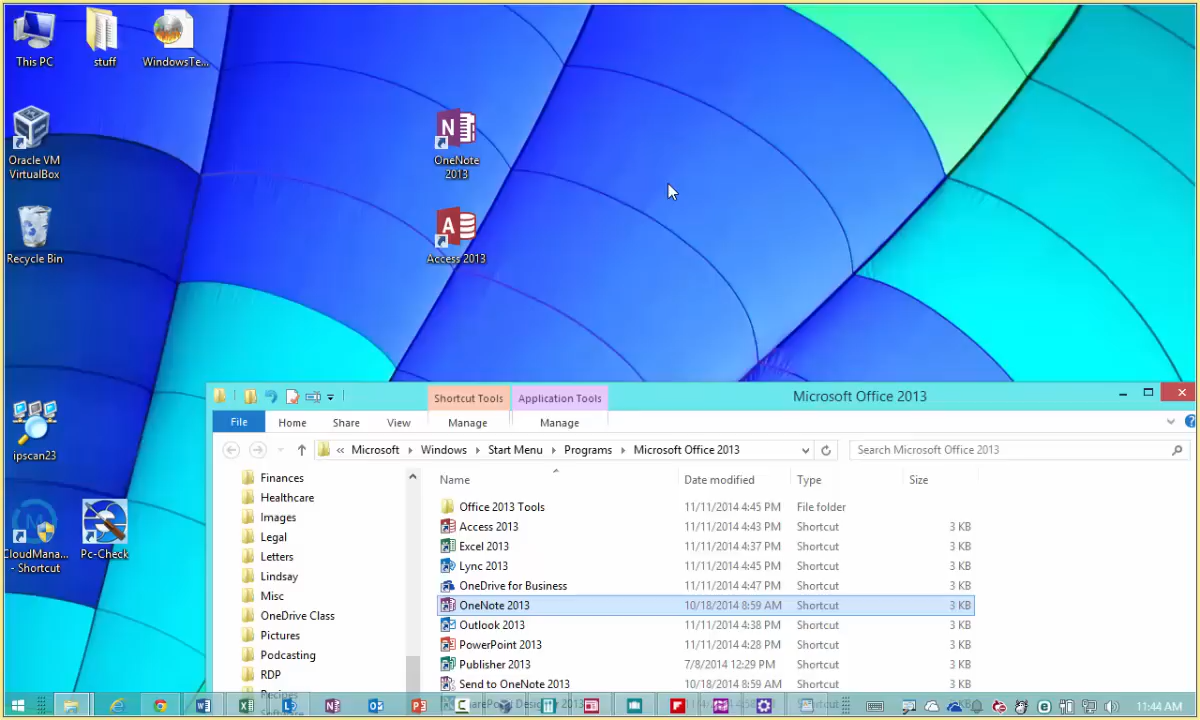 This PC
stuff
WindowsTe...
Oracle VM
VirtualBox
OneNote
2013
Recycle Bin
Access 2013
ipscan23
CloudMana...
- Shortcut
Pc-Check
Shortcut Tools
Application Tools
Microsoft Office 2013
File
Home
Share
View
Manage
Manage
« Microsoft Windows Start Menu Programs Microsoft Office 2013
Search Microsoft Office 2013
Name Date modified Type Size
Finances
Healthcare
Images
Legal
Letters
Lindsay
Misc
OneDrive Class
Pictures
Podcasting
RDP
Recipes
Software
Office 2013 Tools 11/11/2014 4:45 PM File folder
Access 2013 11/11/2014 4:43 PM Shortcut 3 KB
Excel 2013 11/11/2014 4:37 PM Shortcut 3 KB
Lync 2013 11/11/2014 4:45 PM Shortcut 3 KB
OneDrive for Business 11/11/2014 4:47 PM Shortcut 3 KB
OneNote 2013 10/18/2014 8:59 AM Shortcut 3 KB
Outlook 2013 11/11/2014 4:38 PM Shortcut 3 KB
PowerPoint 2013 11/11/2014 4:28 PM Shortcut 3 KB
Publisher 2013 7/8/2014 12:29 PM Shortcut 3 KB
Send to OneNote 2013 10/18/2014 8:59 AM Shortcut 3 KB
SharePoint Designer 2013
11:44 AM